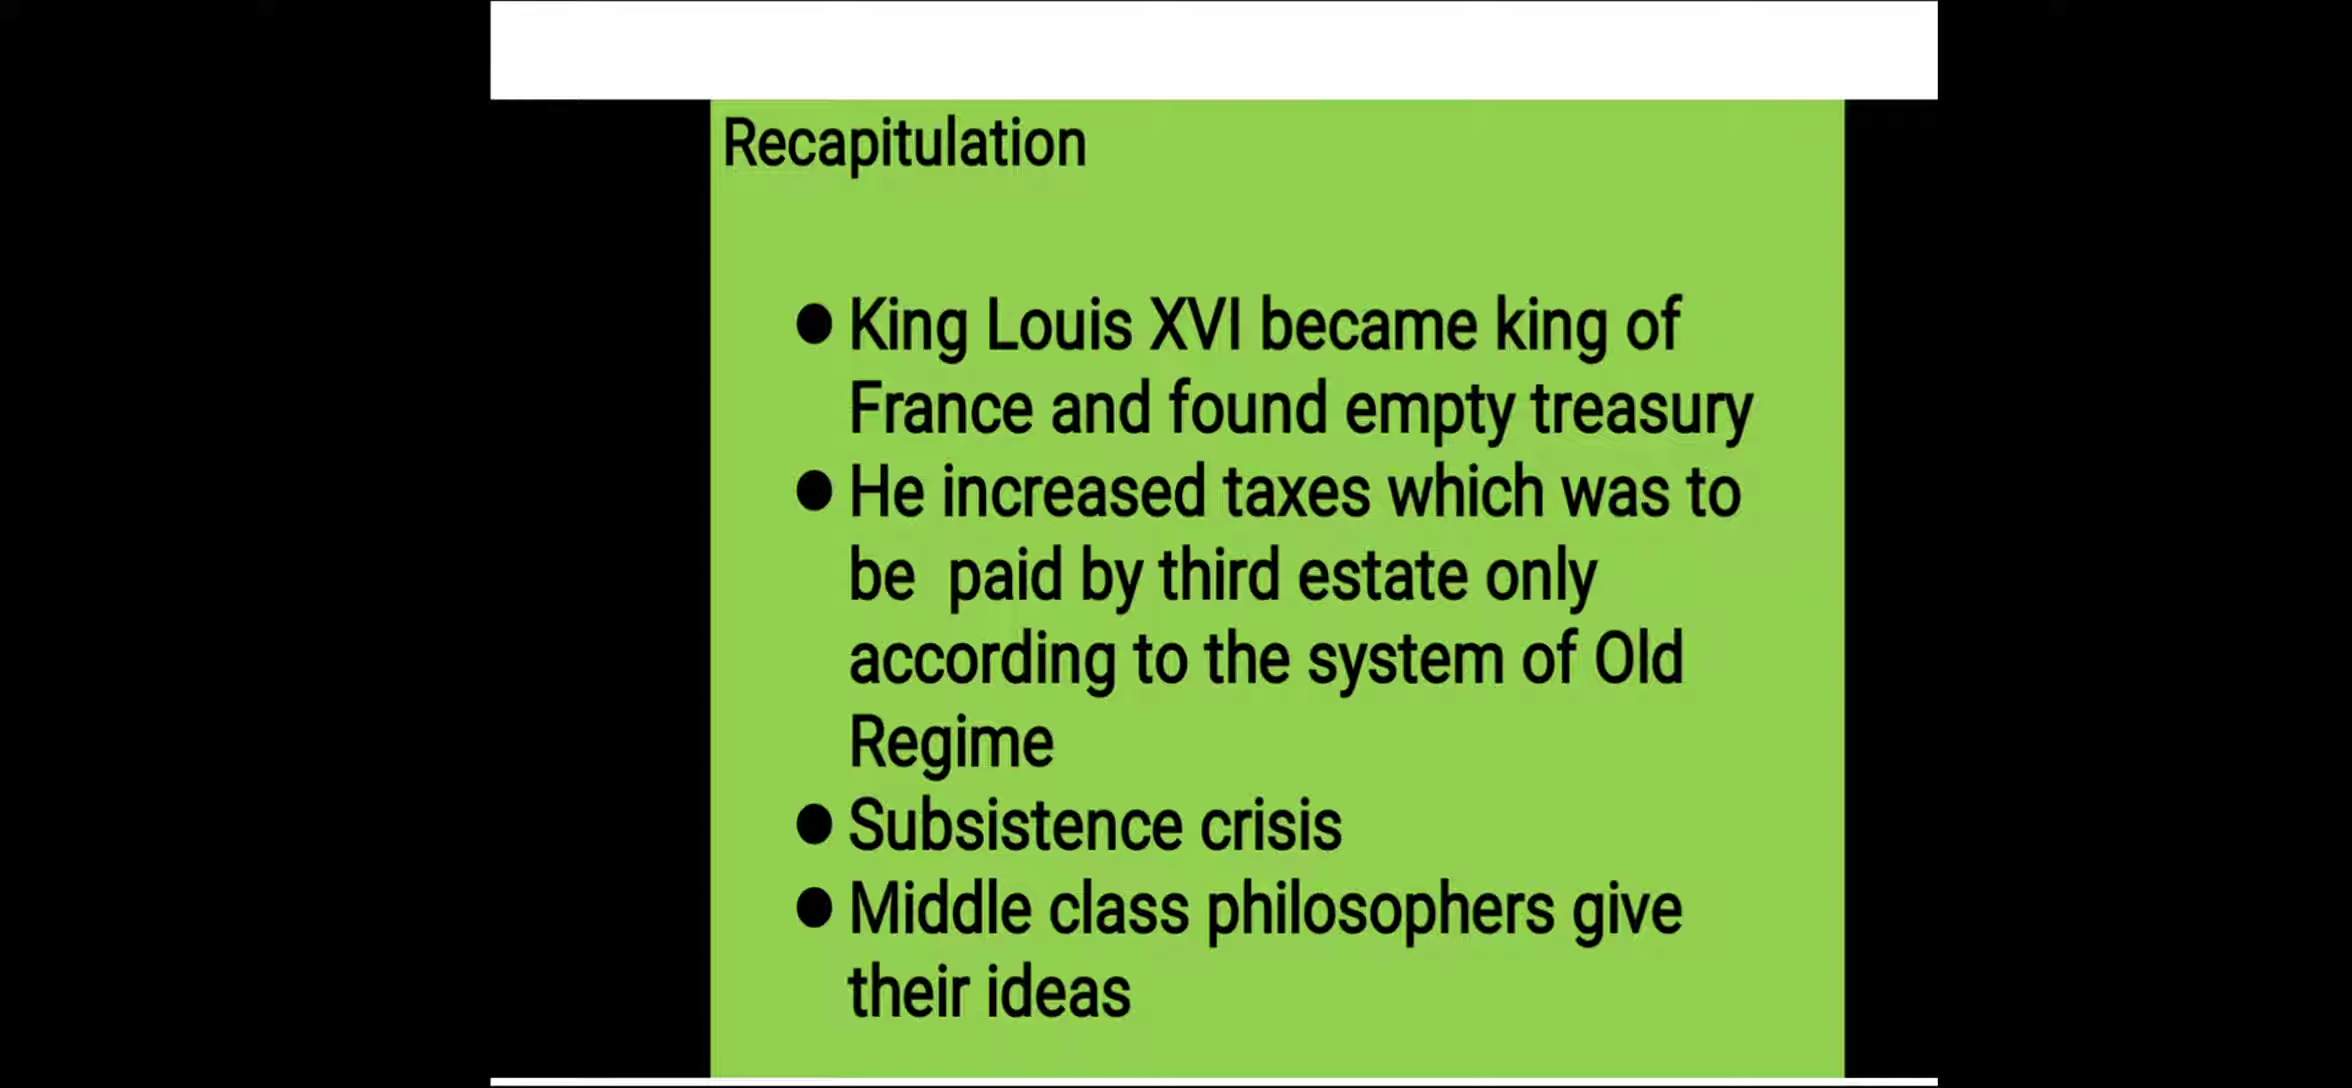 Recapitulation
● King Louis XVI became king of
France and found empty treasury
● He increased taxes which was to
be  paid by third estate only
according to the system of Old
Regime
● Subsistence crisis
● Middle class philosophers give
their ideas